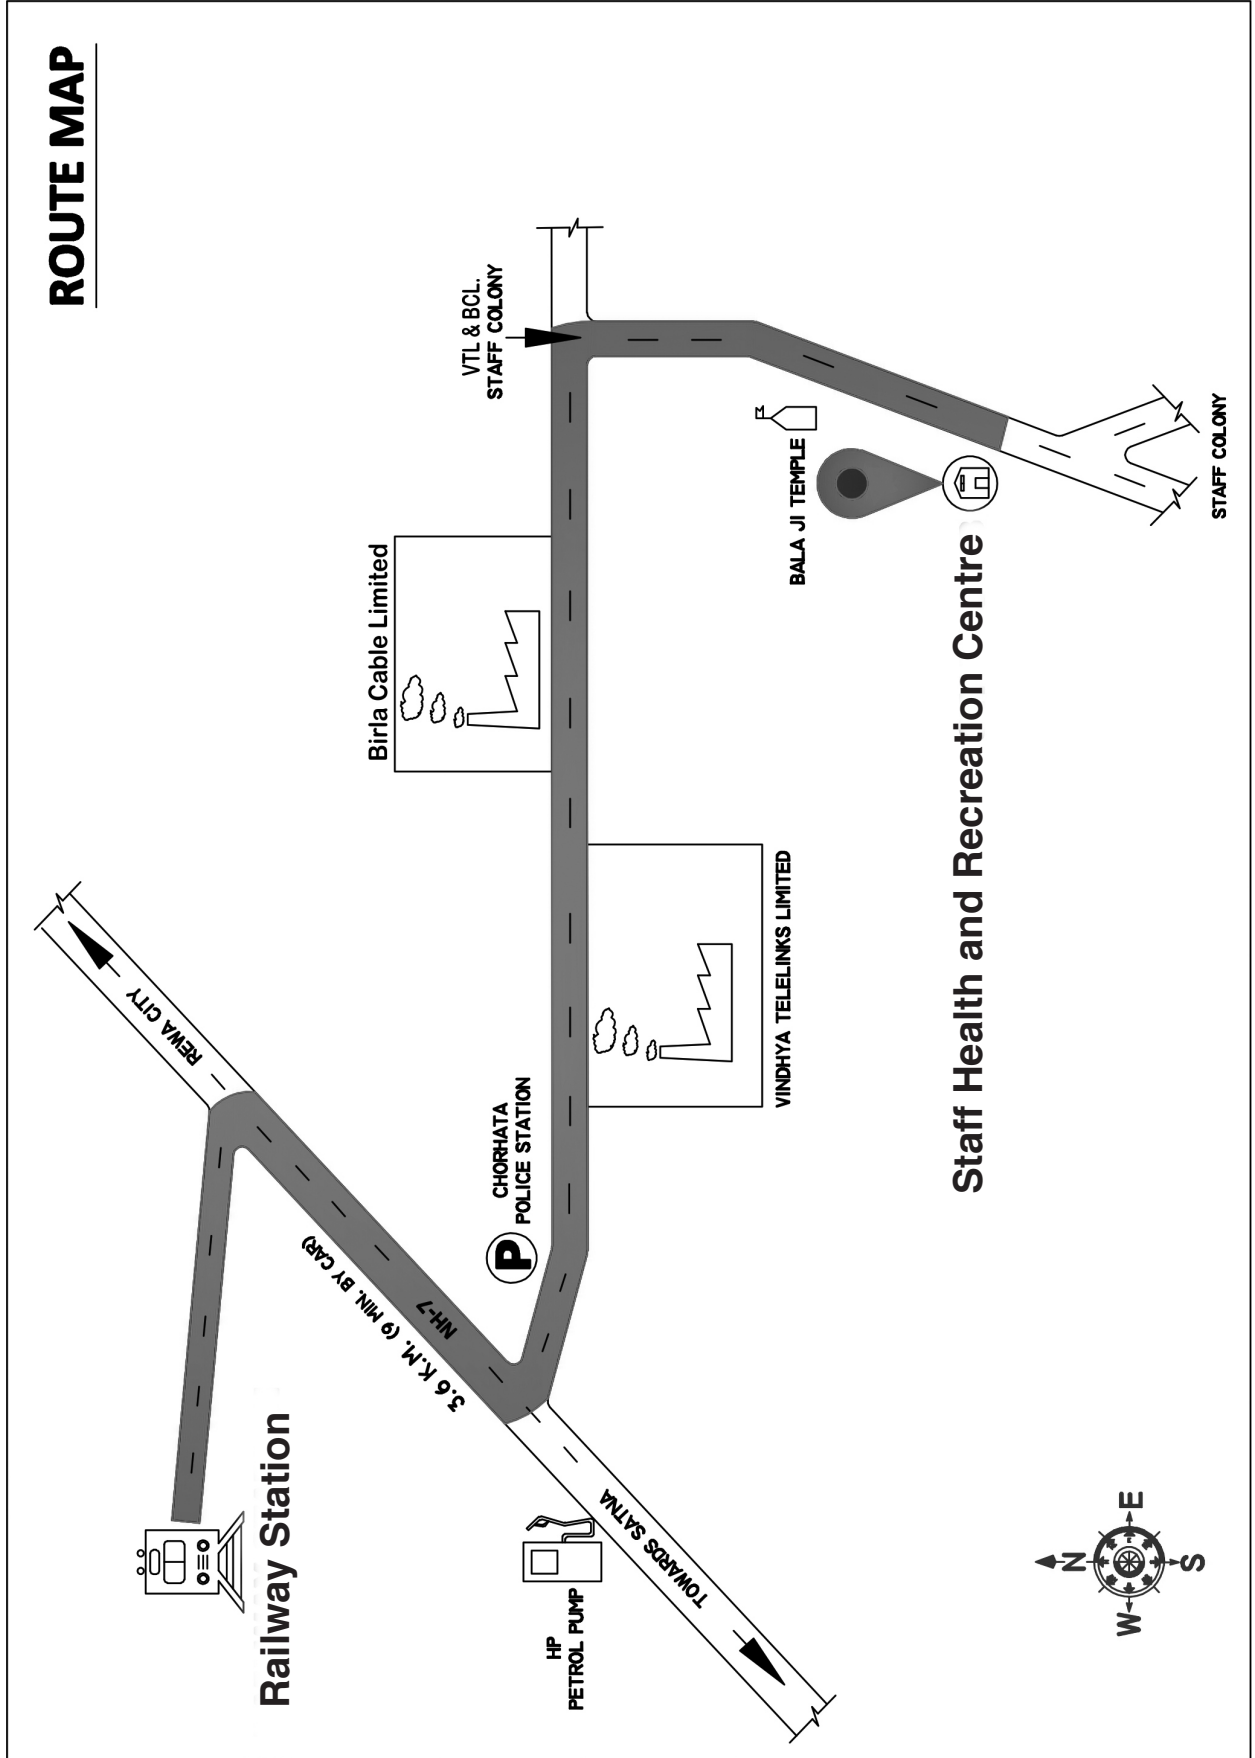 ROUTE MAP
VTL & BCL.
STAFF COLONY
Birla Cable Limited
BALA JI TEMPLE
STAFF COLONY
Staff Health and Recreation Centre
VINDHYA TELELINKS LIMITED
REWA CITY
CHORHATA
POLICE STATION
P
NH-7
3.6 K.M. (9 MIN. BY CAR)
Railway Station
HP
PETROL PUMP
TOWARDS SATNA
N
W
E
S